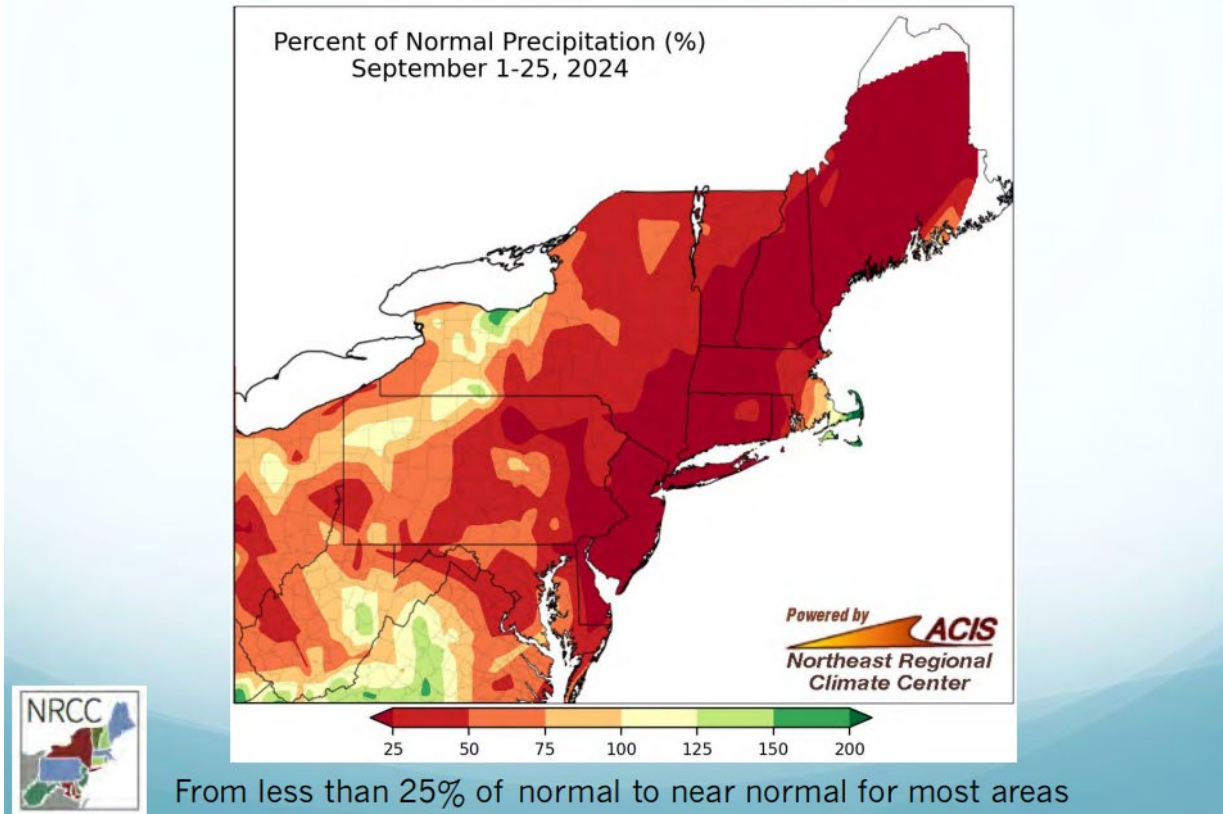 Percent of Normal Precipitation (%)
September 1-25, 2024
Powered by
ACIS
Northeast Regional
Climate Center
NRCC
25 50 75 100 125 150 200
From less than 25% of normal to near normal for most areas